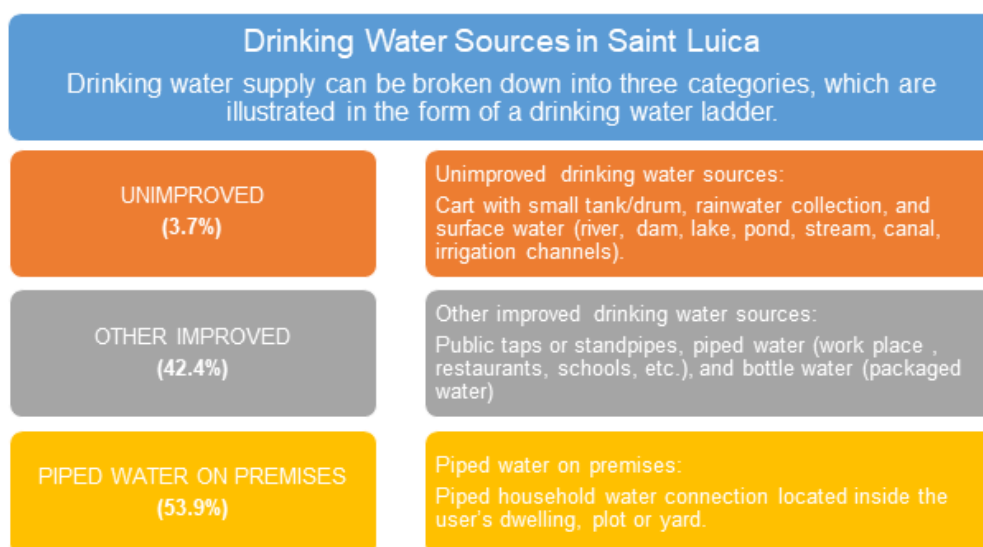 Drinking Water Sources in Saint Luica
Drinking water supply can be broken down into three categories, which are
illustrated in the form of a drinking water ladder.
UNIMPROVED
(3.7%)
Unimproved drinking water sources:
Cart with small tank/drum, rainwater collection, and
surface water (river, dam, lake, pond, stream, canal,
irrigation channels).
OTHER IMPROVED
(42.4%)
Other improved drinking water sources:
Public taps or standpipes, piped water (work place ,
restaurants, schools, etc.), and bottle water (packaged
water)
PIPED WATER ON PREMISES
(53.9%)
Piped water on premises:
Piped household water connection located inside the
user's dwelling, plot or yard.